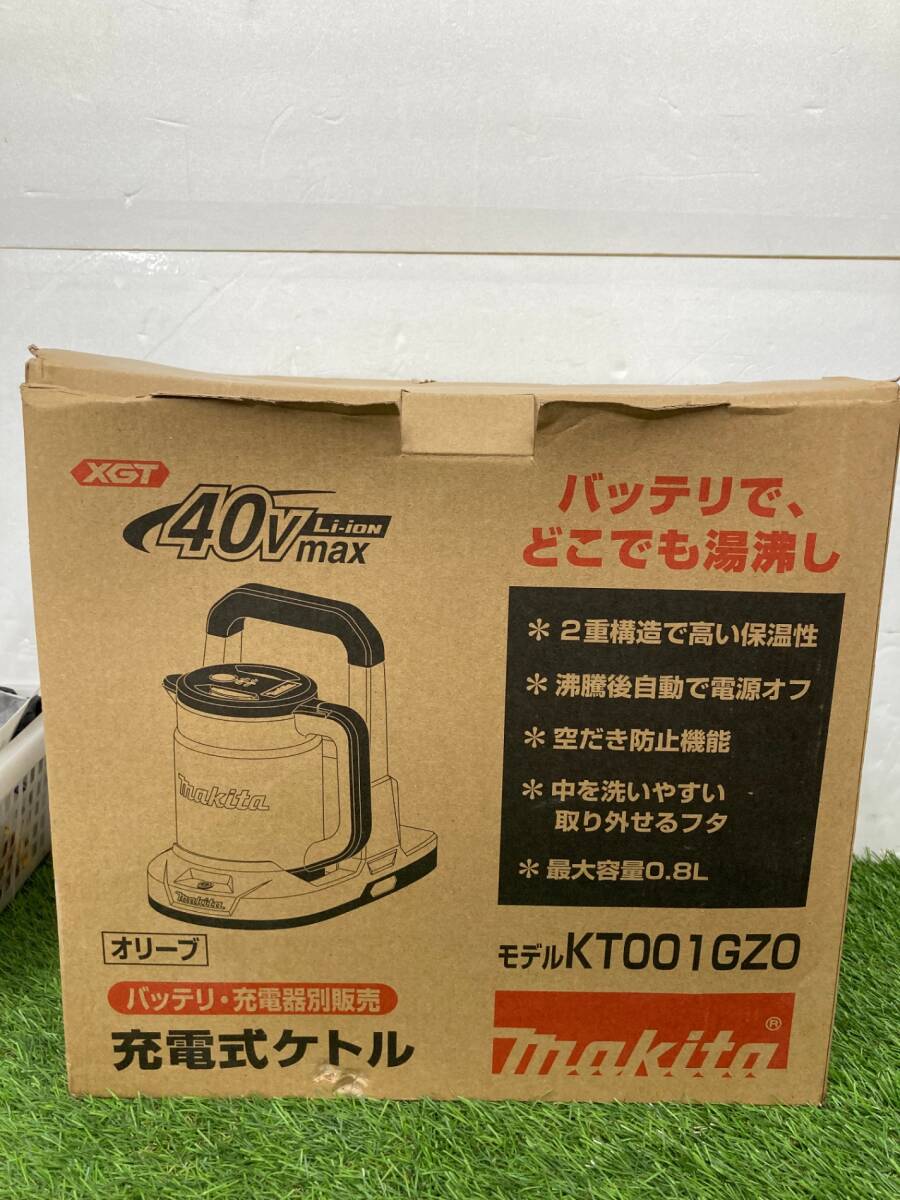 XGT
40Vmax Li-ion
バッテリで、
どこでも湯沸し
＊2重構造で高い保温性
＊沸騰後自動で電源オフ
＊空だき防止機能
＊中を洗いやすい
取り外せるフタ
＊最大容量0.8L
makita
makita
オリーブ
モデルKT001GZO
バッテリ・充電器別販売
充電式ケトル
makita®